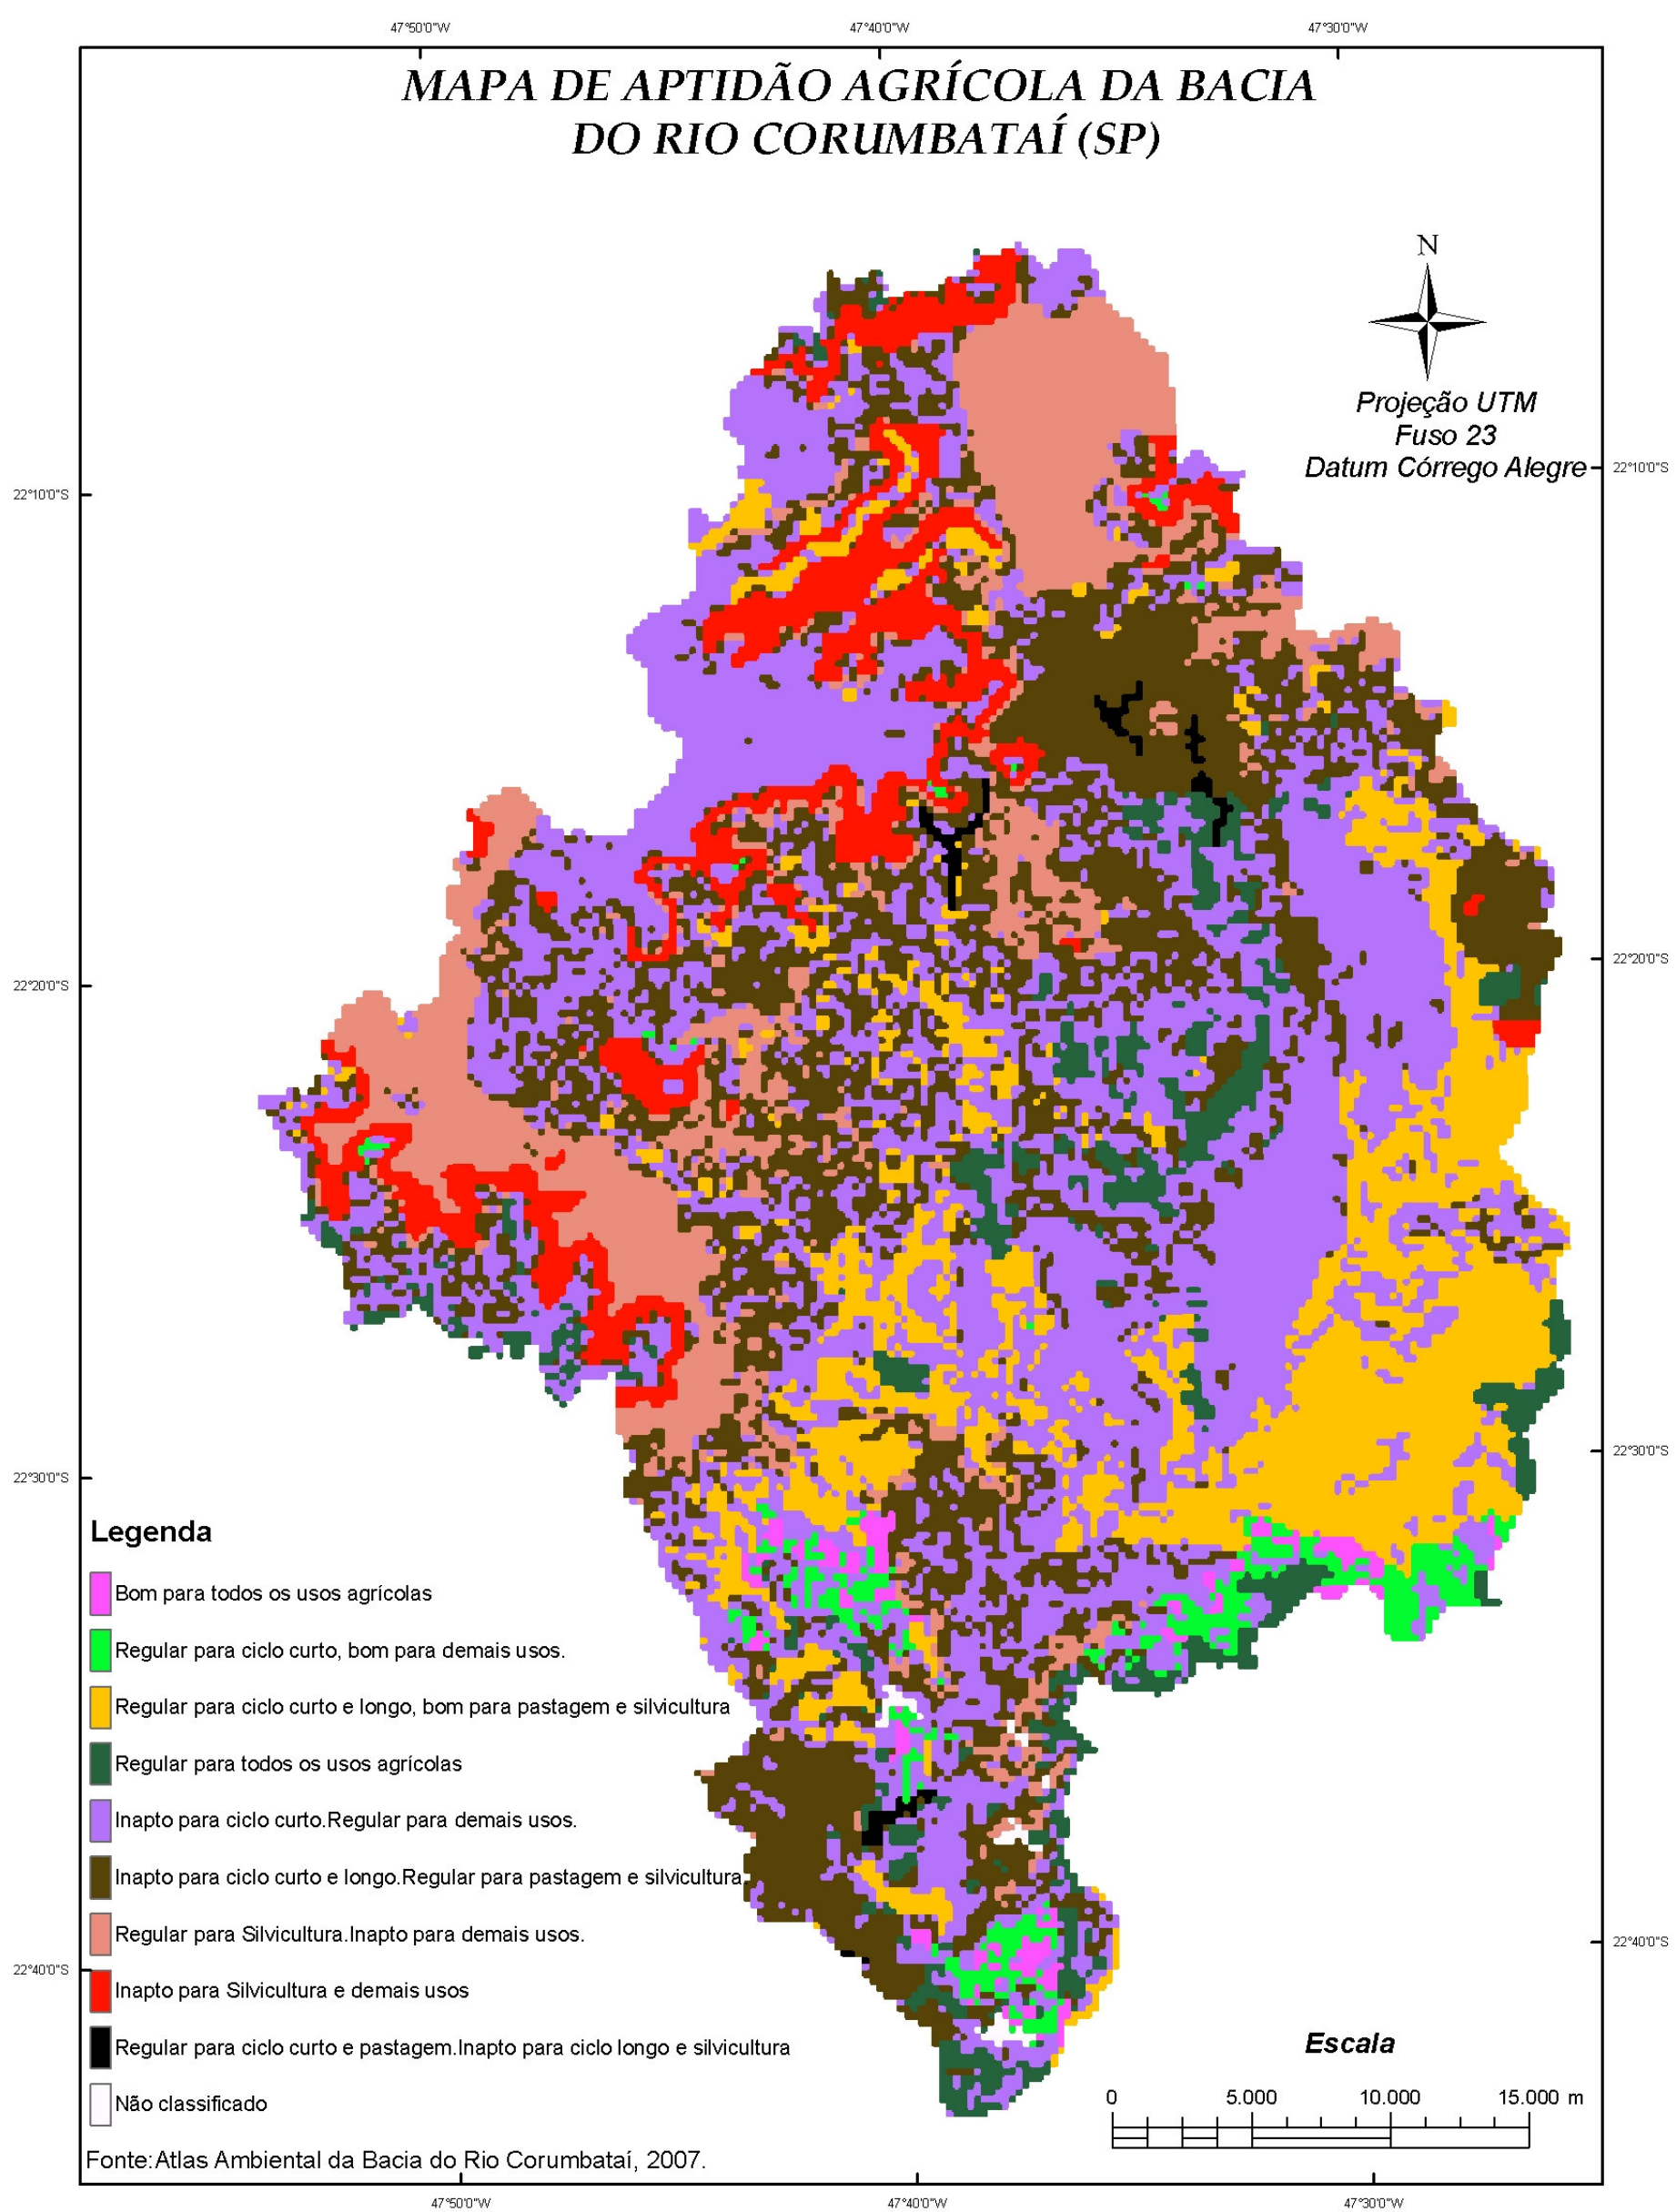 47°50'0"W 47°40'0"W 47°30'0"W
MAPA DE APTIDÃO AGRÍCOLA DA BACIA
DO RIO CORUMBATAÍ (SP)
N
Projeção UTM
Fuso 23
Datum Córrego Alegre
22°10'0"S 22°10'0"S
22°20'0"S 22°20'0"S
22°30'0"S 22°30'0"S
Legenda
Bom para todos os usos agrícolas
Regular para ciclo curto, bom para demais usos.
Regular para ciclo curto e longo, bom para pastagem e silvicultura
Regular para todos os usos agrícolas
Inapto para ciclo curto.Regular para demais usos.
Inapto para ciclo curto e longo.Regular para pastagem e silvicultura.
Regular para Silvicultura.Inapto para demais usos.
22°40'0"S 22°40'0"S
Inapto para Silvicultura e demais usos
Regular para ciclo curto e pastagem.Inapto para ciclo longo e silvicultura
Não classificado
Escala
0 5.000 10.000 15.000 m
Fonte:Atlas Ambiental da Bacia do Rio Corumbataí, 2007.
47°50'0"W 47°40'0"W 47°30'0"W